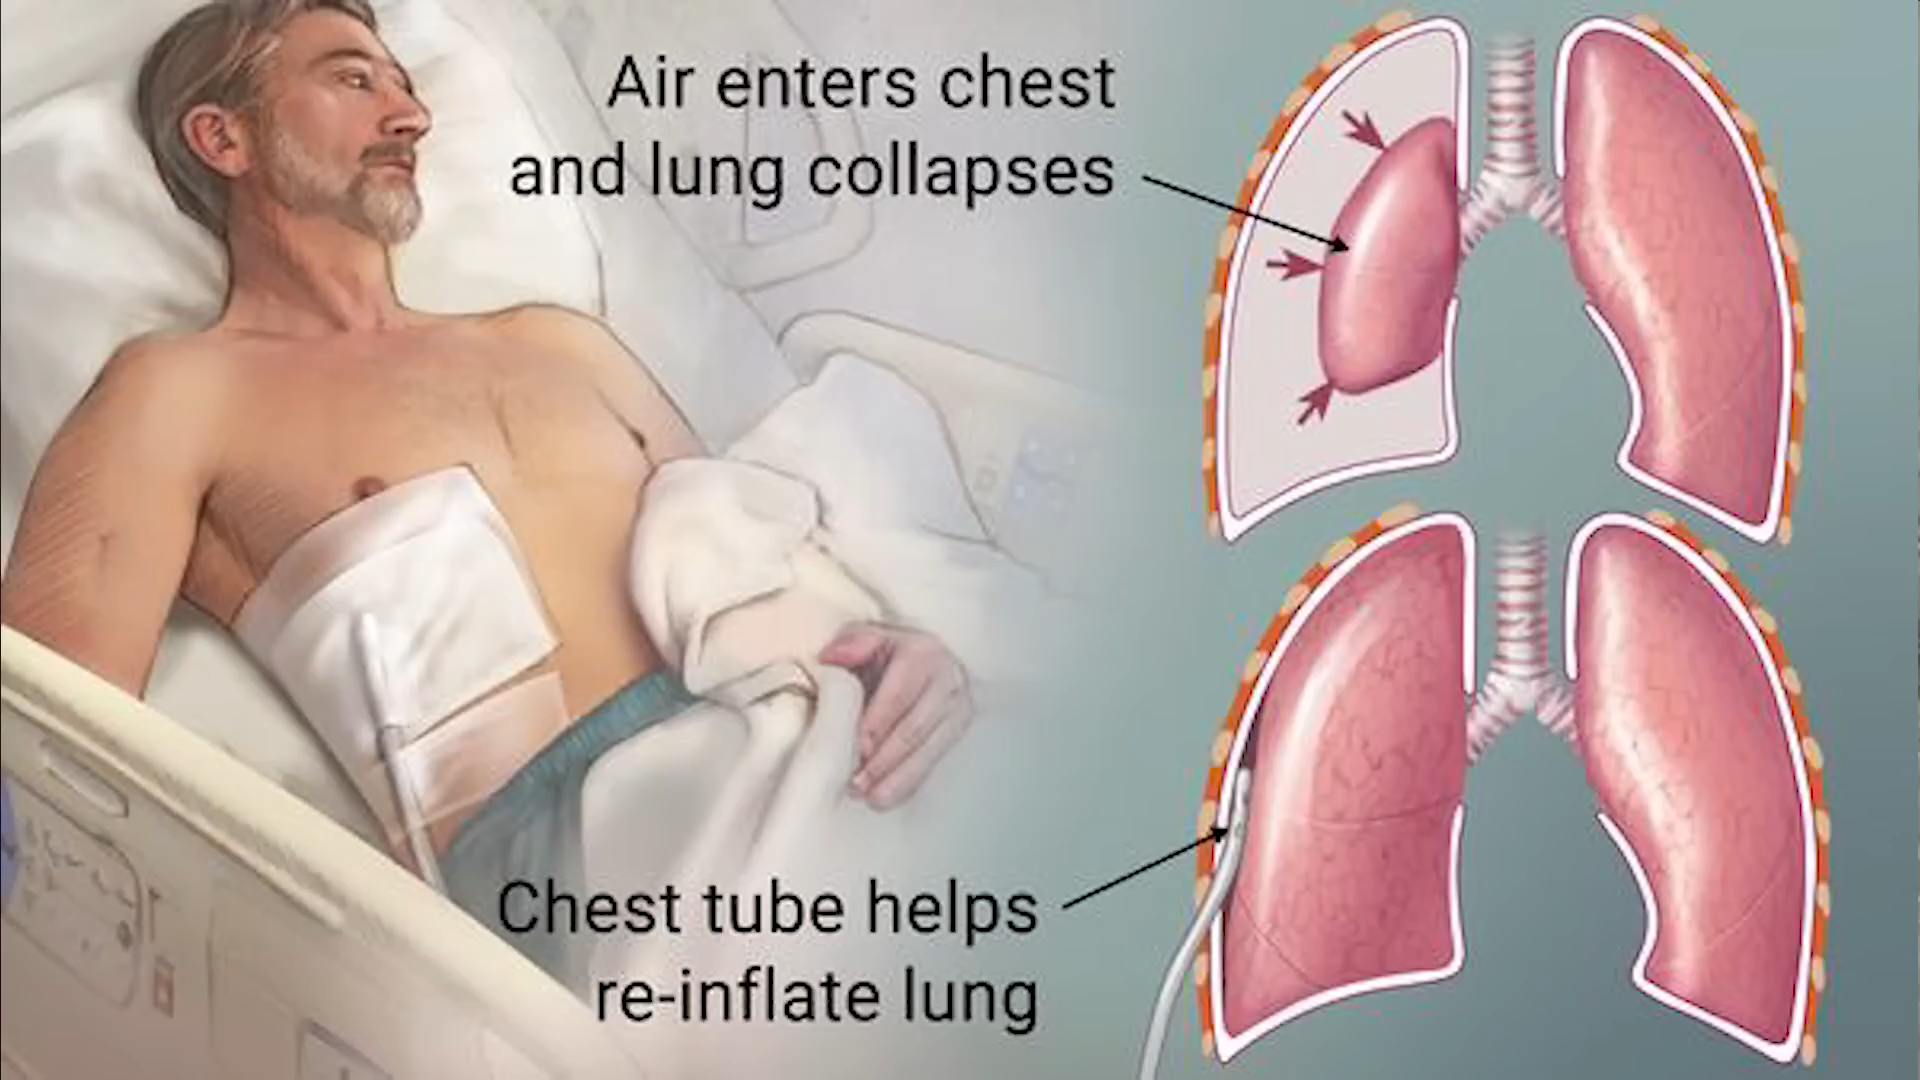 Air enters chest
and lung collapses
Chest tube helps
re-inflate lung